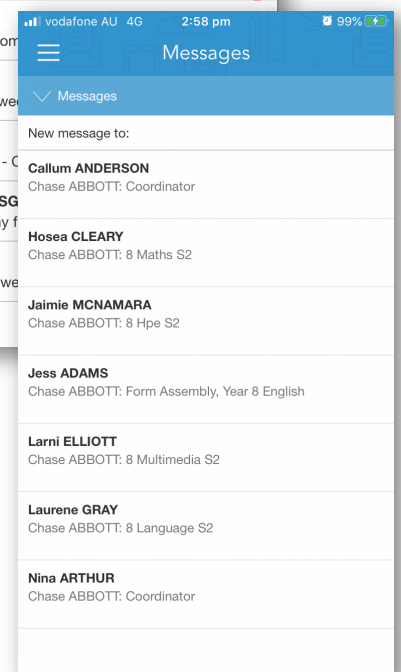 vodafone AU 4G 2:58 pm 99%
Messages
Messages
New message to:
Callum ANDERSON
Chase ABBOTT: Coordinator
Hosea CLEARY
Chase ABBOTT: 8 Maths S2
Jaimie MCNAMARA
Chase ABBOTT: 8 Hpe S2
Jess ADAMS
Chase ABBOTT: Form Assembly, Year 8 English
Larni ELLIOTT
Chase ABBOTT: 8 Multimedia S2
Laurene GRAY
Chase ABBOTT: 8 Language S2
Nina ARTHUR
Chase ABBOTT: Coordinator